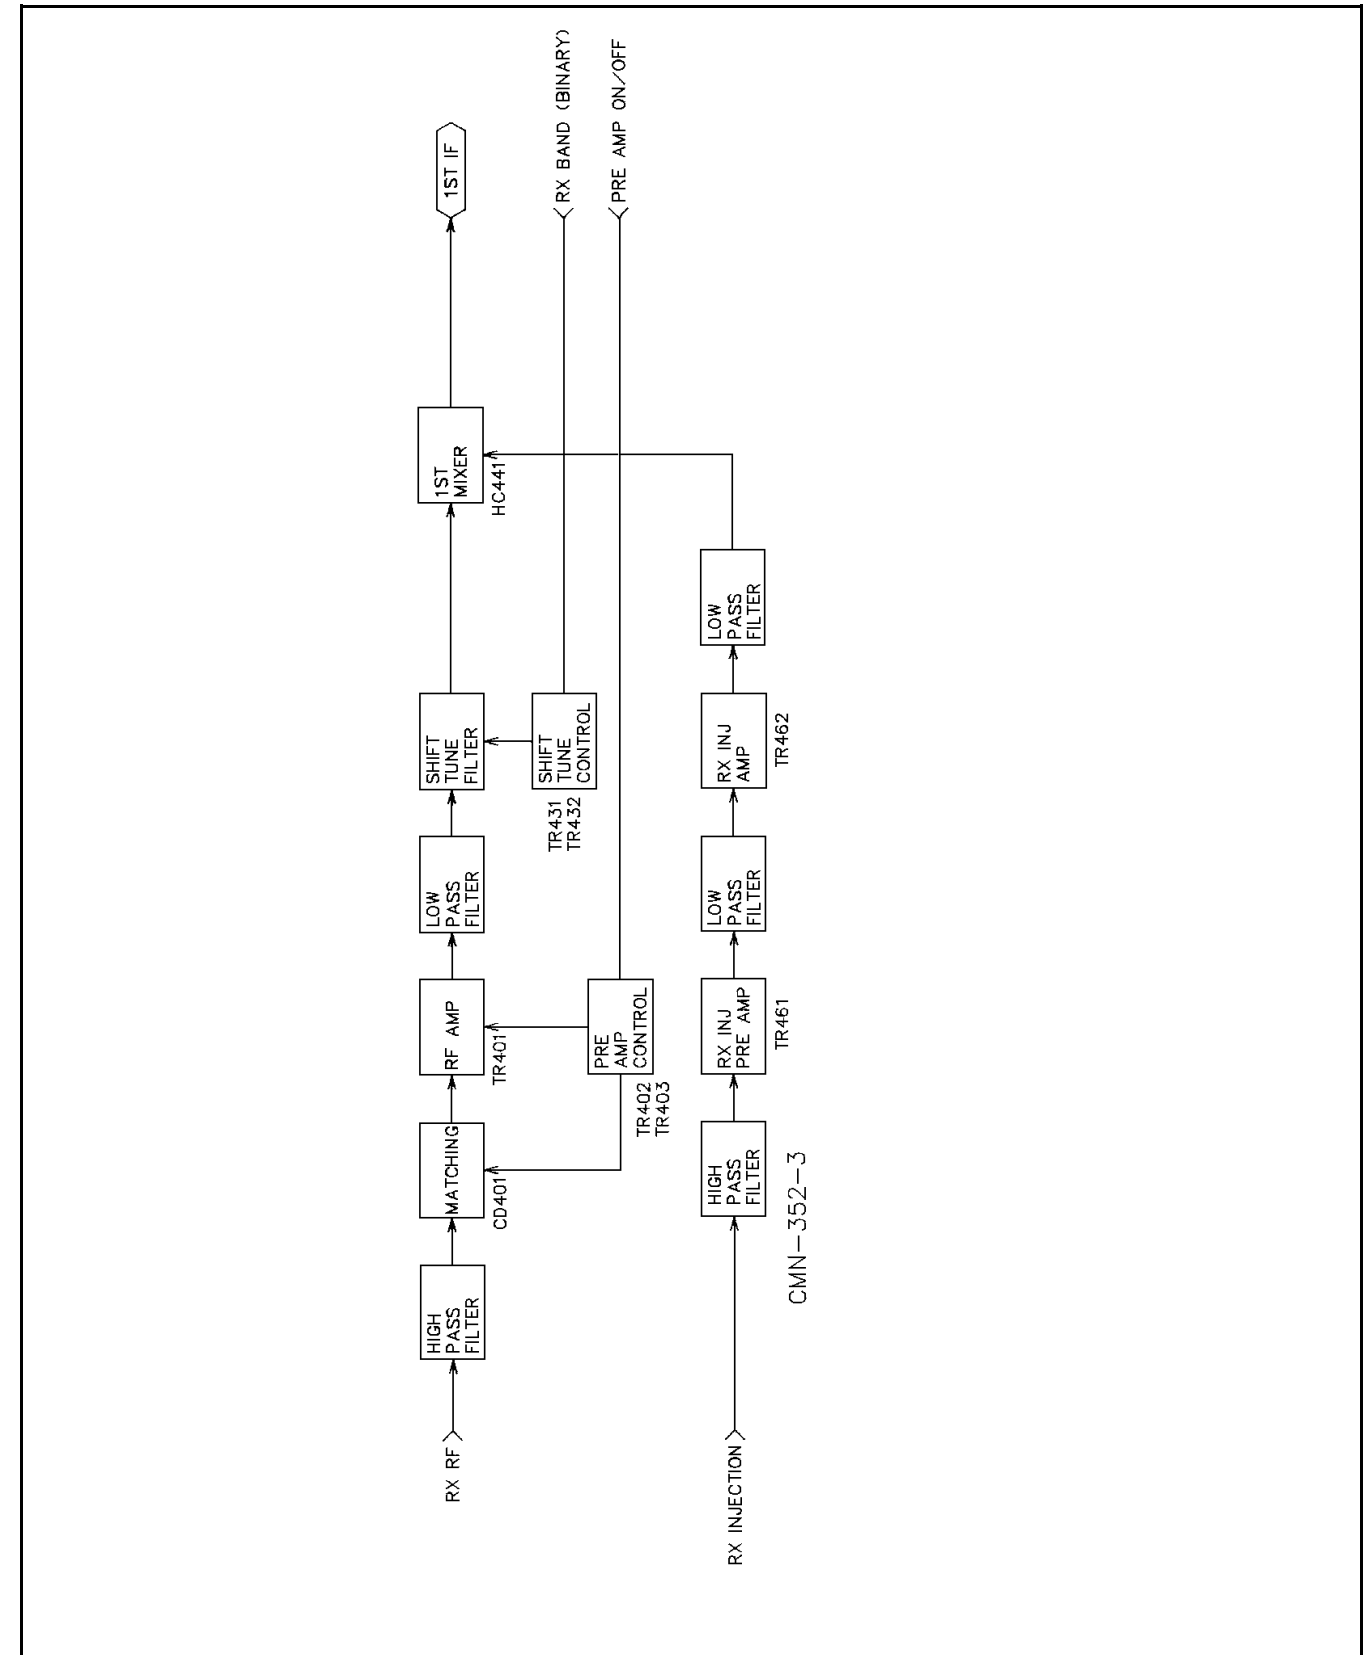 RX RF
HIGH
PASS
FILTER
MATCHING
CD401
RF AMP
TR401
LOW
PASS
FILTER
SHIFT
TUNE
FILTER
1ST
MIXER
HC441
1ST IF
SHIFT
TUNE
CONTROL
TR431
TR432
RX BAND (BINARY)
PRE
AMP
CONTROL
TR402
TR403
PRE AMP ON/OFF
RX INJECTION
HIGH
PASS
FILTER
RX INJ
PRE AMP
TR461
LOW
PASS
FILTER
RX INJ
AMP
TR462
LOW
PASS
FILTER
CMN-352-3